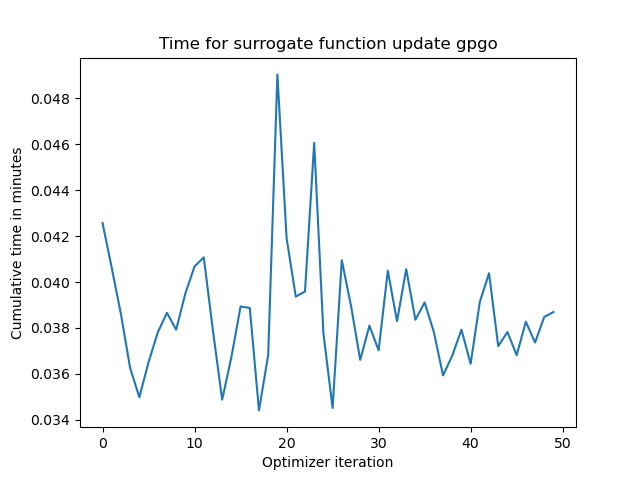 Time for surrogate function update gpgo
Cumulative time in minutes
0.048
0.046
0.044
0.042
0.040
0.038
0.036
0.034
0 10 20 30 40 50
Optimizer iteration